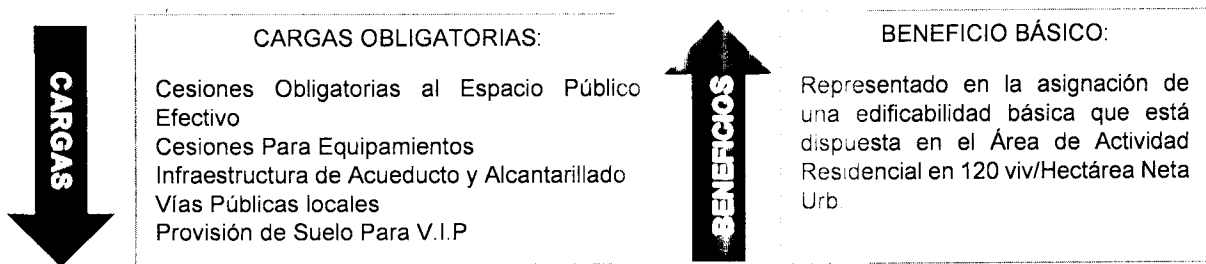 CARGAS
CARGAS OBLIGATORIAS:
Cesiones Obligatorias al Espacio Público
Efectivo
Cesiones Para Equipamientos
Infraestructura de Acueducto y Alcantarillado
Vías Públicas locales
Provisión de Suelo Para V.I.P
BENEFICIOS
BENEFICIO BÁSICO:
Representado en la asignación de
una edificabilidad básica que está
dispuesta en el Área de Actividad
Residencial en 120 viv/Hectárea Neta
Urb.